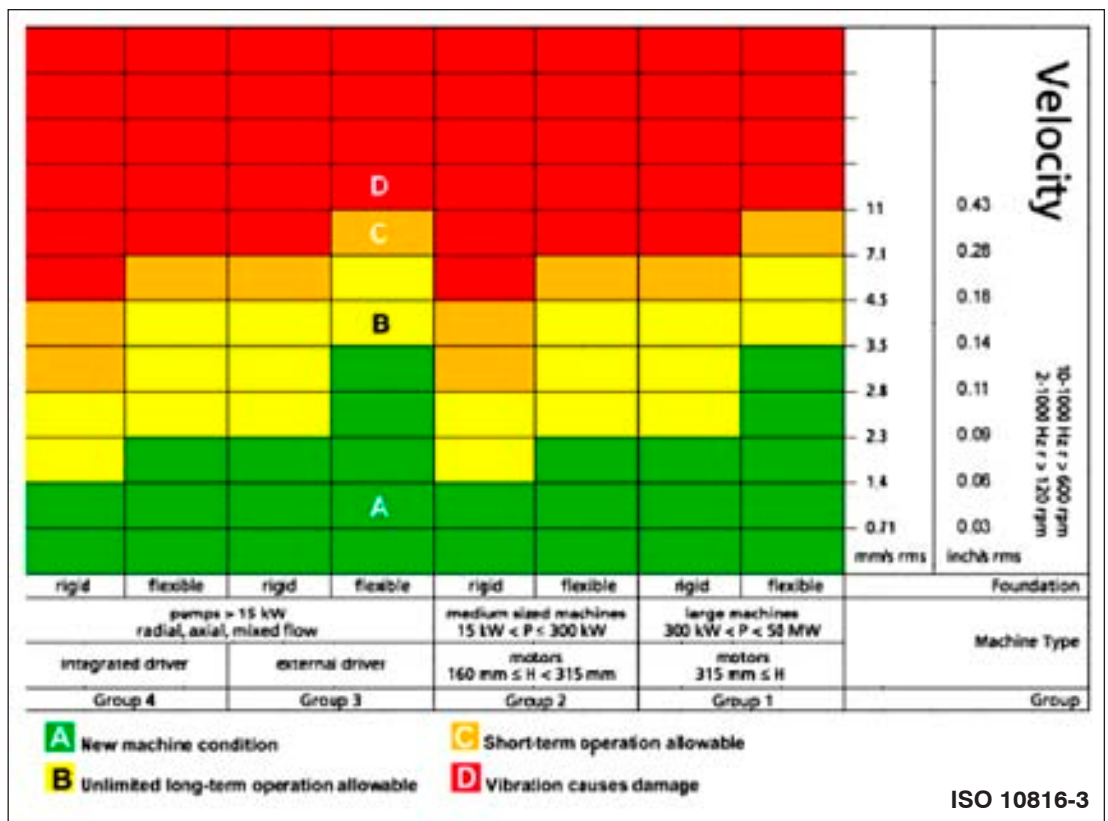 Velocity
10-1000 Hz r > 600 rpm
2-1000 Hz r > 120 rpm
D
C
B
A
11 0.43
7.1 0.28
4.5 0.18
3.5 0.14
2.8 0.11
2.3 0.09
1.4 0.06
0.71 0.03
mm/s rms inch/s rms
rigid flexible rigid flexible rigid flexible rigid flexible Foundation
pumps > 15 kW medium sized machines large machines
radial, axial, mixed flow 15 kW < P ≤ 300 kW 300 kW < P < 50 MW
Machine Type
integrated driver external driver motors motors
160 mm ≤ H < 315 mm 315 mm ≤ H
Group 4 Group 3 Group 2 Group 1 Group
A New machine condition
C Short-term operation allowable
B Unlimited long-term operation allowable
D Vibration causes damage
ISO 10816-3